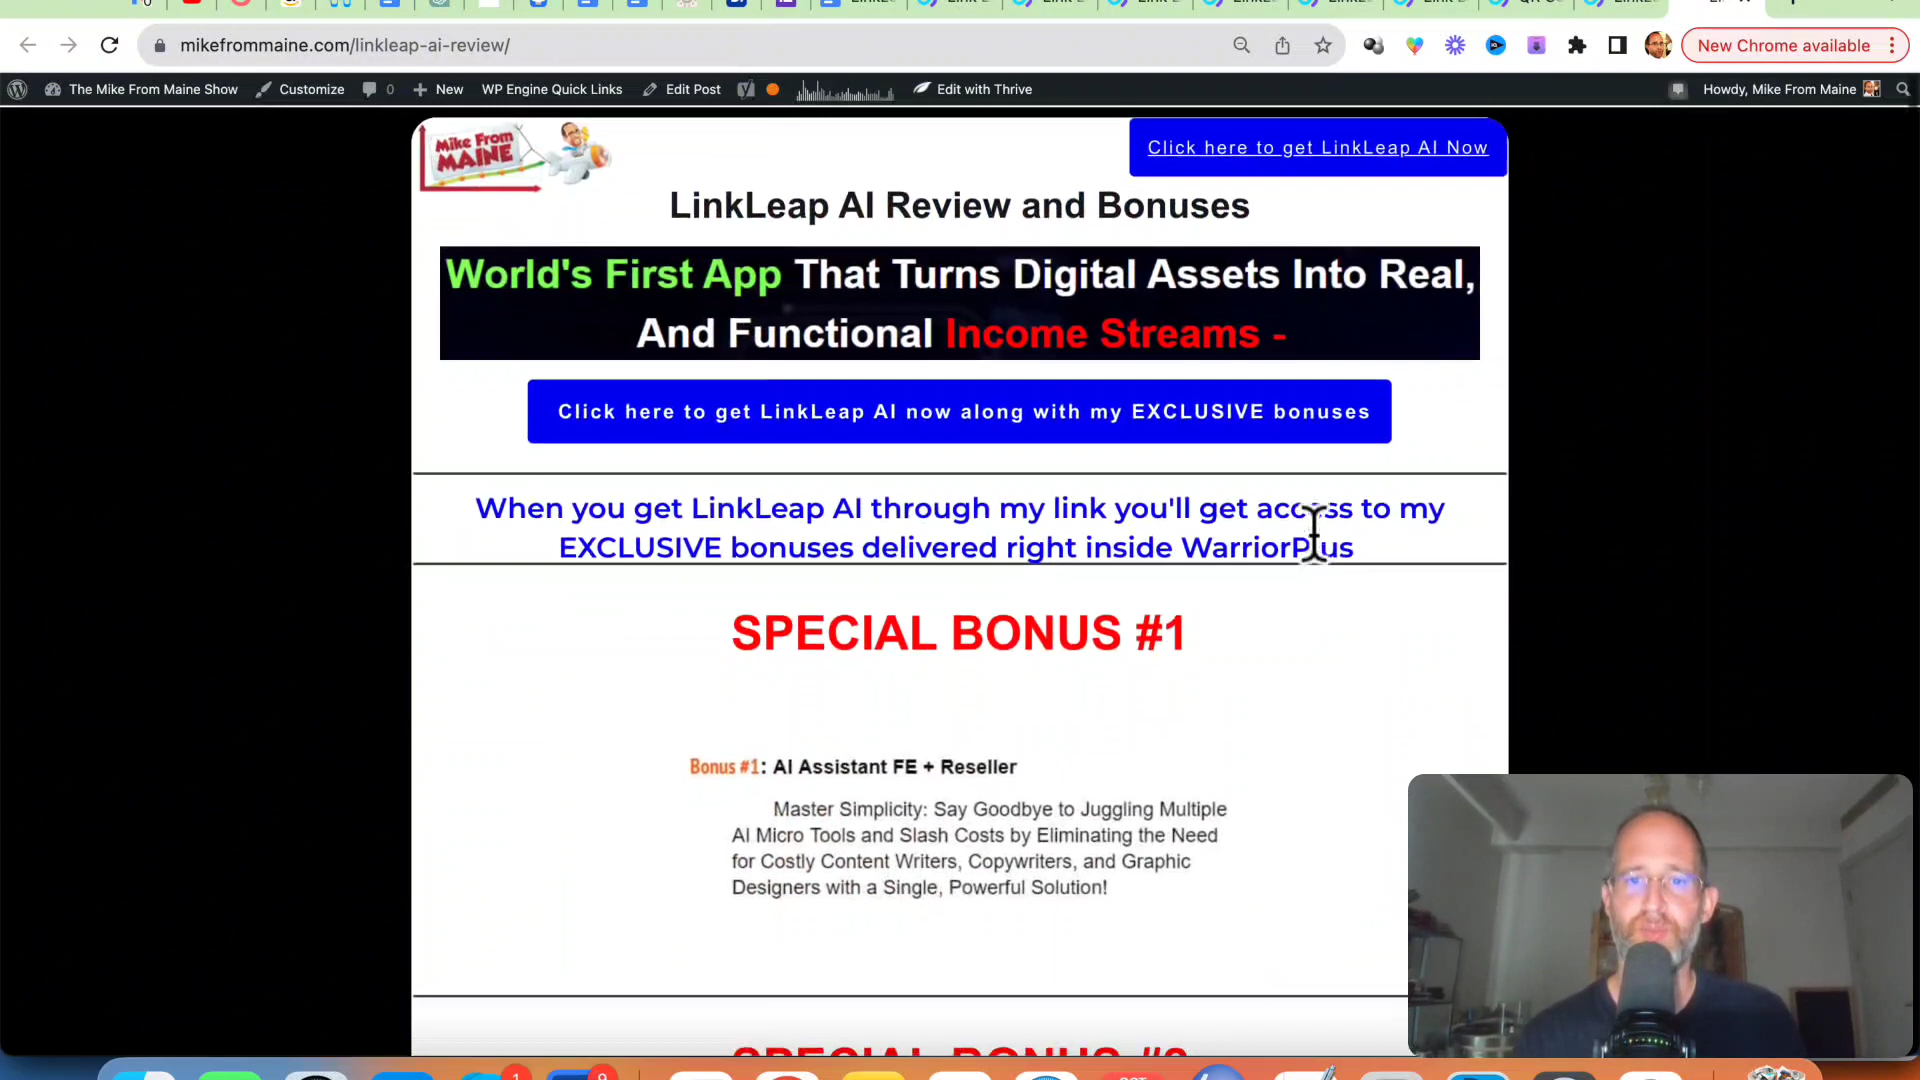 mikefrommaine.com/linkleap-ai-review/
New Chrome available
The Mike From Maine Show
Customize
0
New
WP Engine Quick Links
Edit Post
Edit with Thrive
Howdy, Mike From Maine
Mike From
MAINE
Click here to get LinkLeap AI Now
LinkLeap AI Review and Bonuses
World's First App That Turns Digital Assets Into Real,
And Functional Income Streams -
Click here to get LinkLeap AI now along with my EXCLUSIVE bonuses
When you get LinkLeap AI through my link you'll get access to my
EXCLUSIVE bonuses delivered right inside WarriorPlus
SPECIAL BONUS #1
Bonus #1: AI Assistant FE + Reseller
Master Simplicity: Say Goodbye to Juggling Multiple
AI Micro Tools and Slash Costs by Eliminating the Need
for Costly Content Writers, Copywriters, and Graphic
Designers with a Single, Powerful Solution!